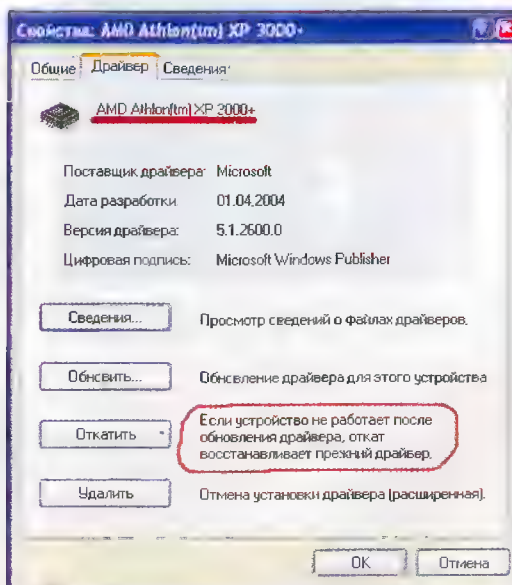 Свойства: AMD Athlon(tm) XP 3000+
Общие Драйвер Сведения
AMD Athlon(tm) XP 3000+
Поставщик драйвера: Microsoft
Дата разработки: 01.04.2004
Версия драйвера: 5.1.2600.0
Цифровая подпись: Microsoft Windows Publisher
Сведения... Просмотр сведений о файлах драйверов.
Обновить... Обновление драйвера для этого устройства
Откатить
Если устройство не работает после
обновления драйвера, откат
восстанавливает прежний драйвер.
Удалить Отмена установки драйвера (расширенная).
OK Отмена